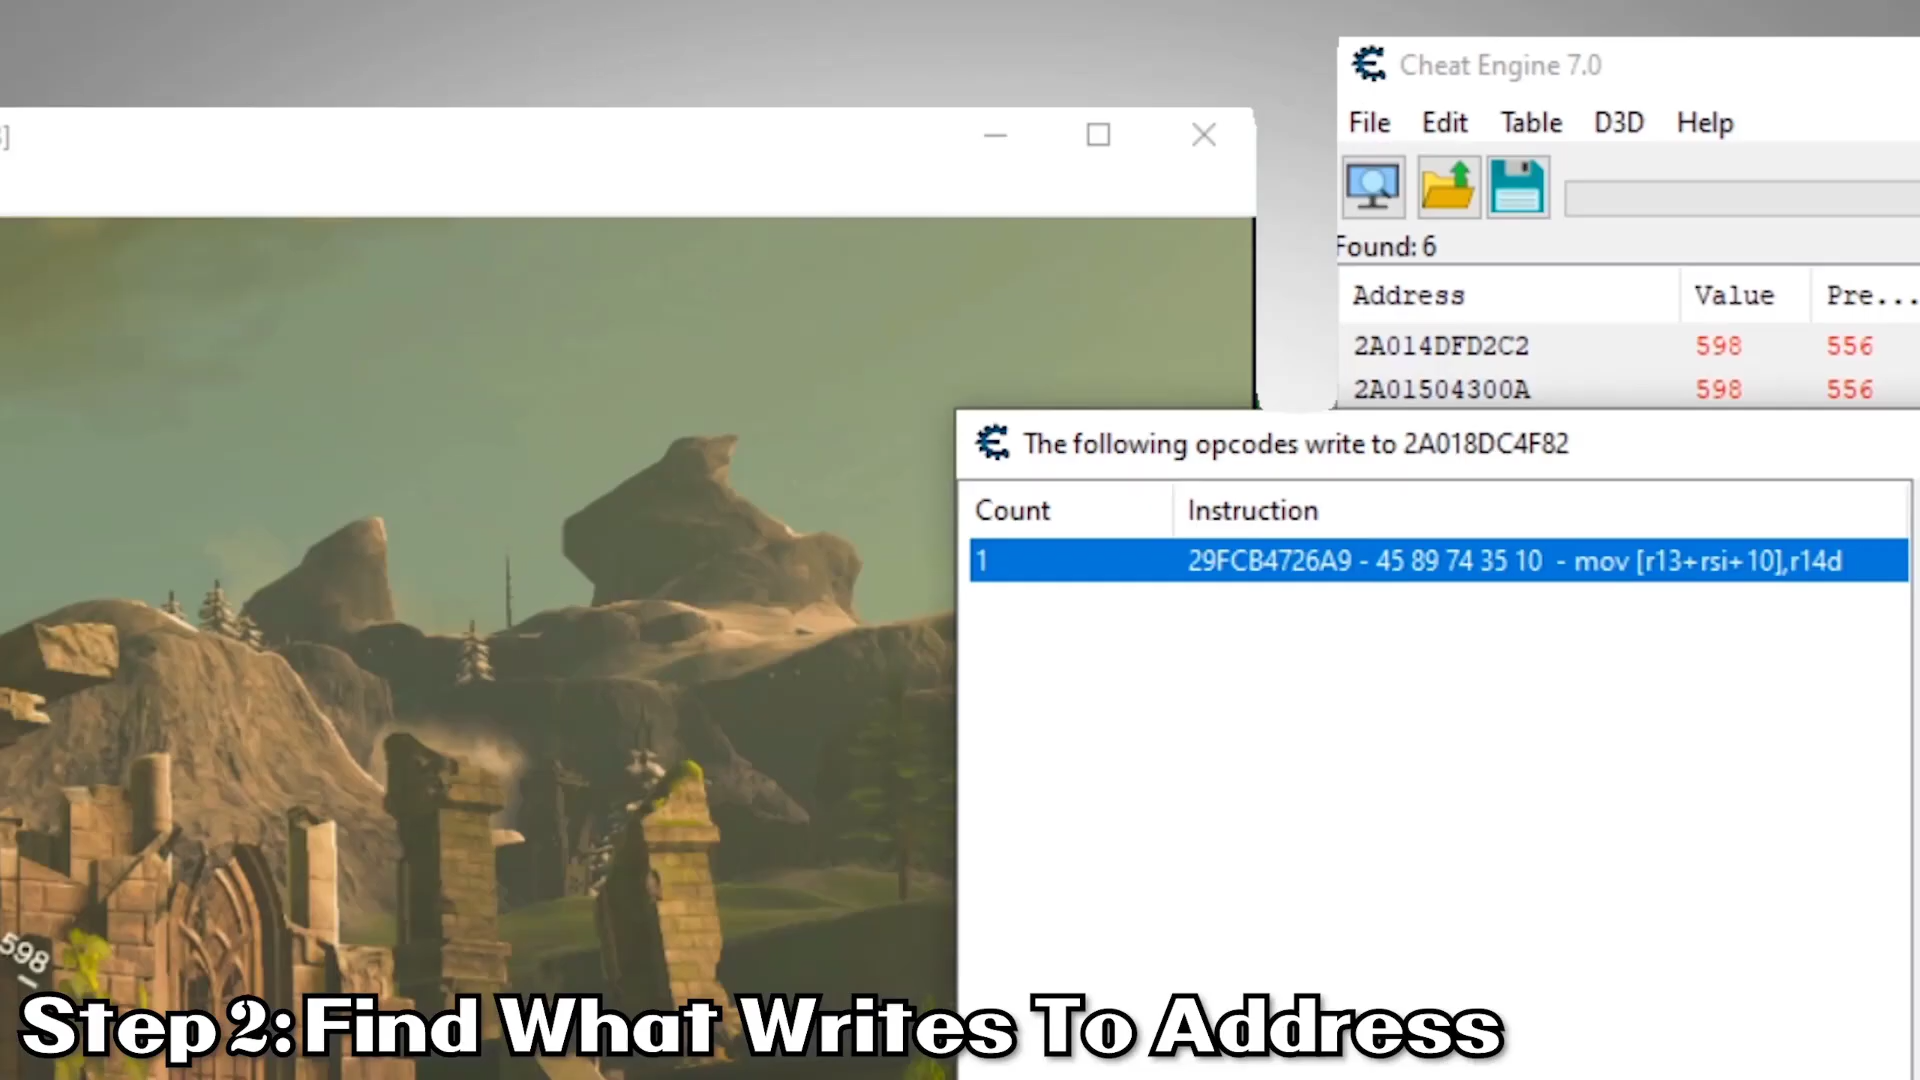 Cheat Engine 7.0
File Edit Table D3D Help
Found: 6
Address Value Pre...
2A014DFD2C2 598 556
2A01504300A 598 556
The following opcodes write to 2A018DC4F82
Count Instruction
1 29FCB4726A9 - 45 89 74 35 10 - mov [r13+rsi+10],r14d
598
Step 2: Find What Writes To Address